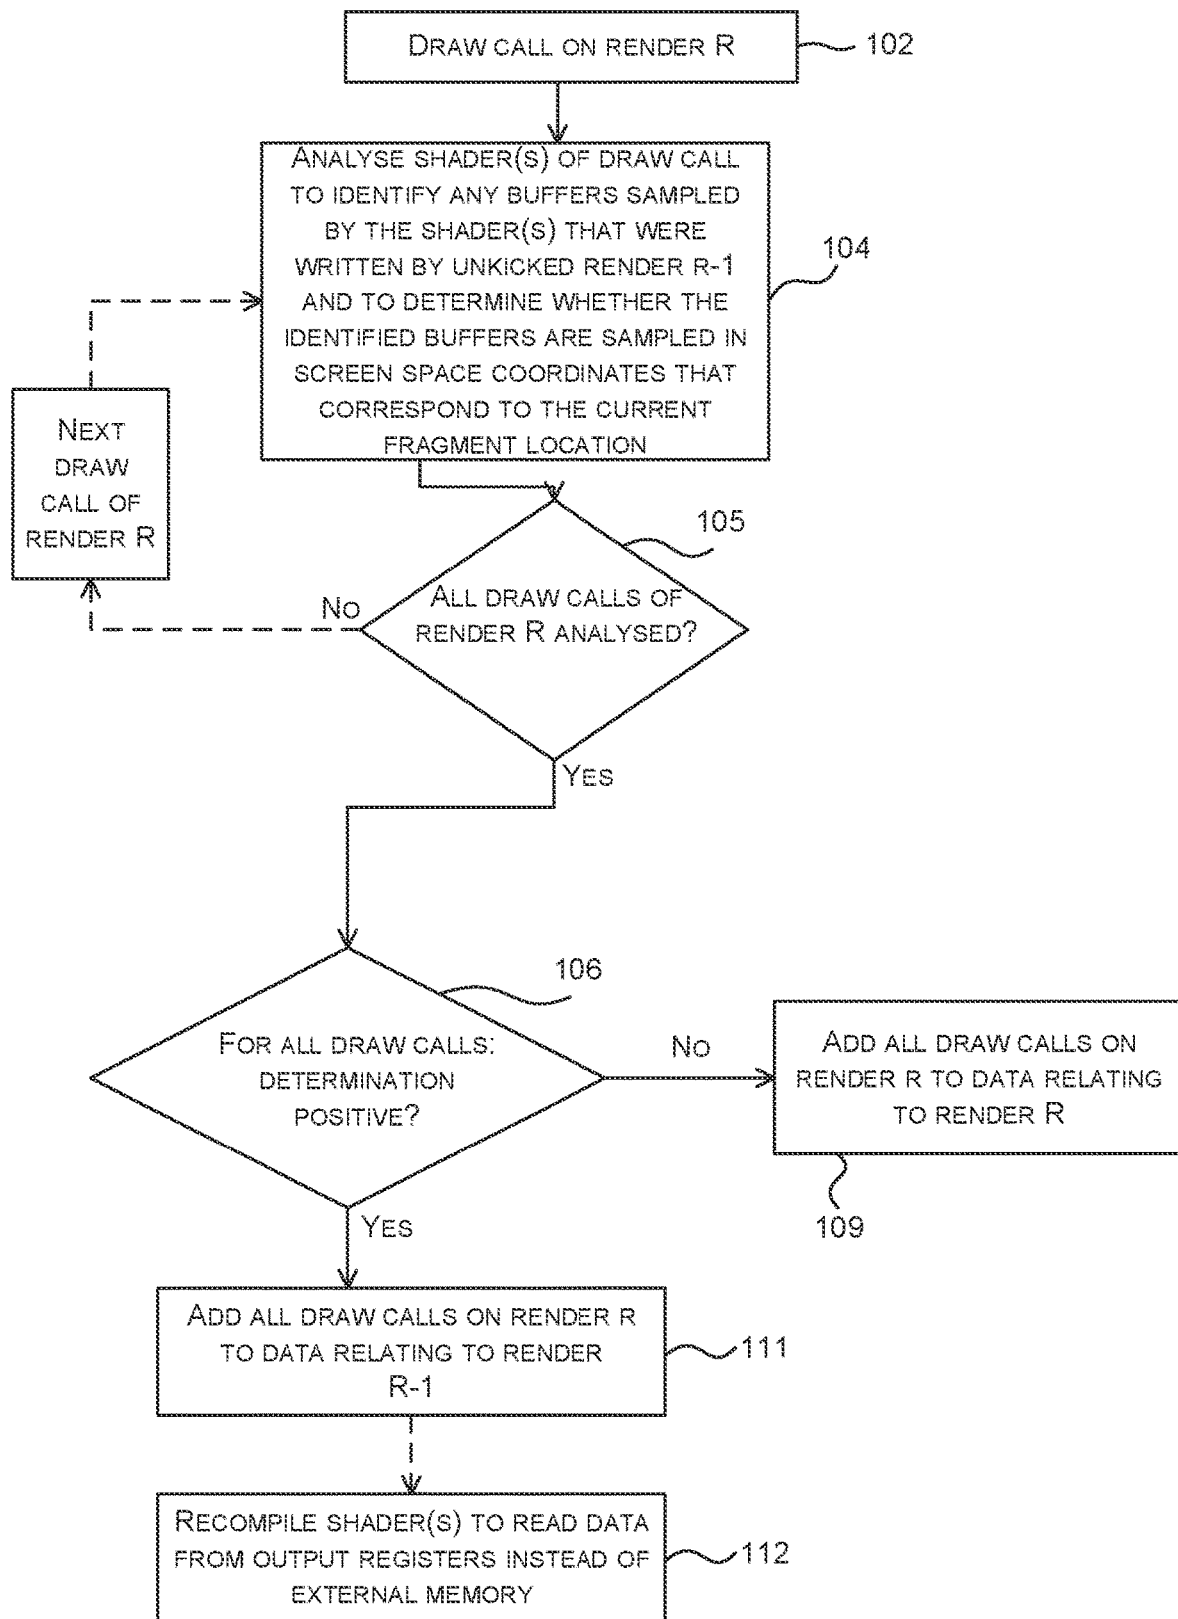 DRAW CALL ON RENDER R
102
ANALYSE SHADER(S) OF DRAW CALL
TO IDENTIFY ANY BUFFERS SAMPLED
BY THE SHADER(S) THAT WERE
WRITTEN BY UNKICKED RENDER R-1
AND TO DETERMINE WHETHER THE
IDENTIFIED BUFFERS ARE SAMPLED IN
SCREEN SPACE COORDINATES THAT
CORRESPOND TO THE CURRENT
FRAGMENT LOCATION
104
NEXT
DRAW
CALL OF
RENDER R
105
NO
ALL DRAW CALLS OF
RENDER R ANALYSED?
YES
106
FOR ALL DRAW CALLS:
DETERMINATION
POSITIVE?
NO
ADD ALL DRAW CALLS ON
RENDER R TO DATA RELATING
TO RENDER R
109
YES
ADD ALL DRAW CALLS ON RENDER R
TO DATA RELATING TO RENDER
R-1
111
RECOMPILE SHADER(S) TO READ DATA
FROM OUTPUT REGISTERS INSTEAD OF
EXTERNAL MEMORY
112